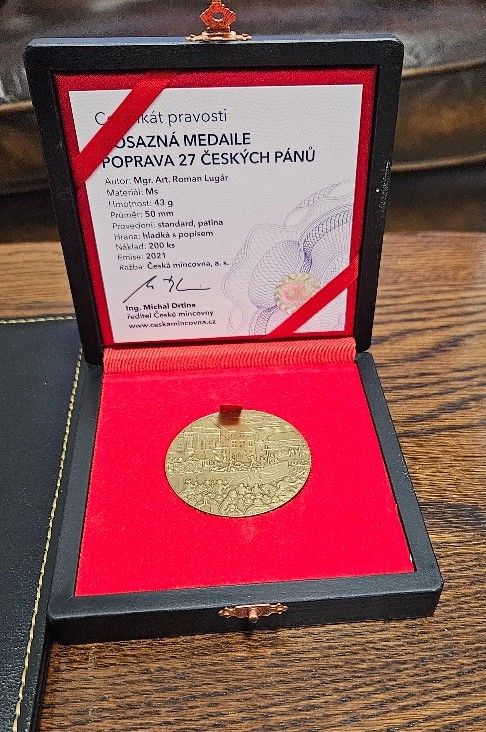 pravosti
MEDAILE
POPRAVA 27 ČESKÝCH PÁNŮ
Autor: Mgr. Art. Roman Lugár
Materiál: Ms
Hmotnost: 43 g
Průměr: 50 mm
Provedení: standard, patina
Hrana: hladká s popisem
Náklad: 200 ks
Emise: 2021
Ražba: Česká mincovna, a. s.
Ing. Michal Drtina
ředitel České mincovny
www.ceskamincovna.cz